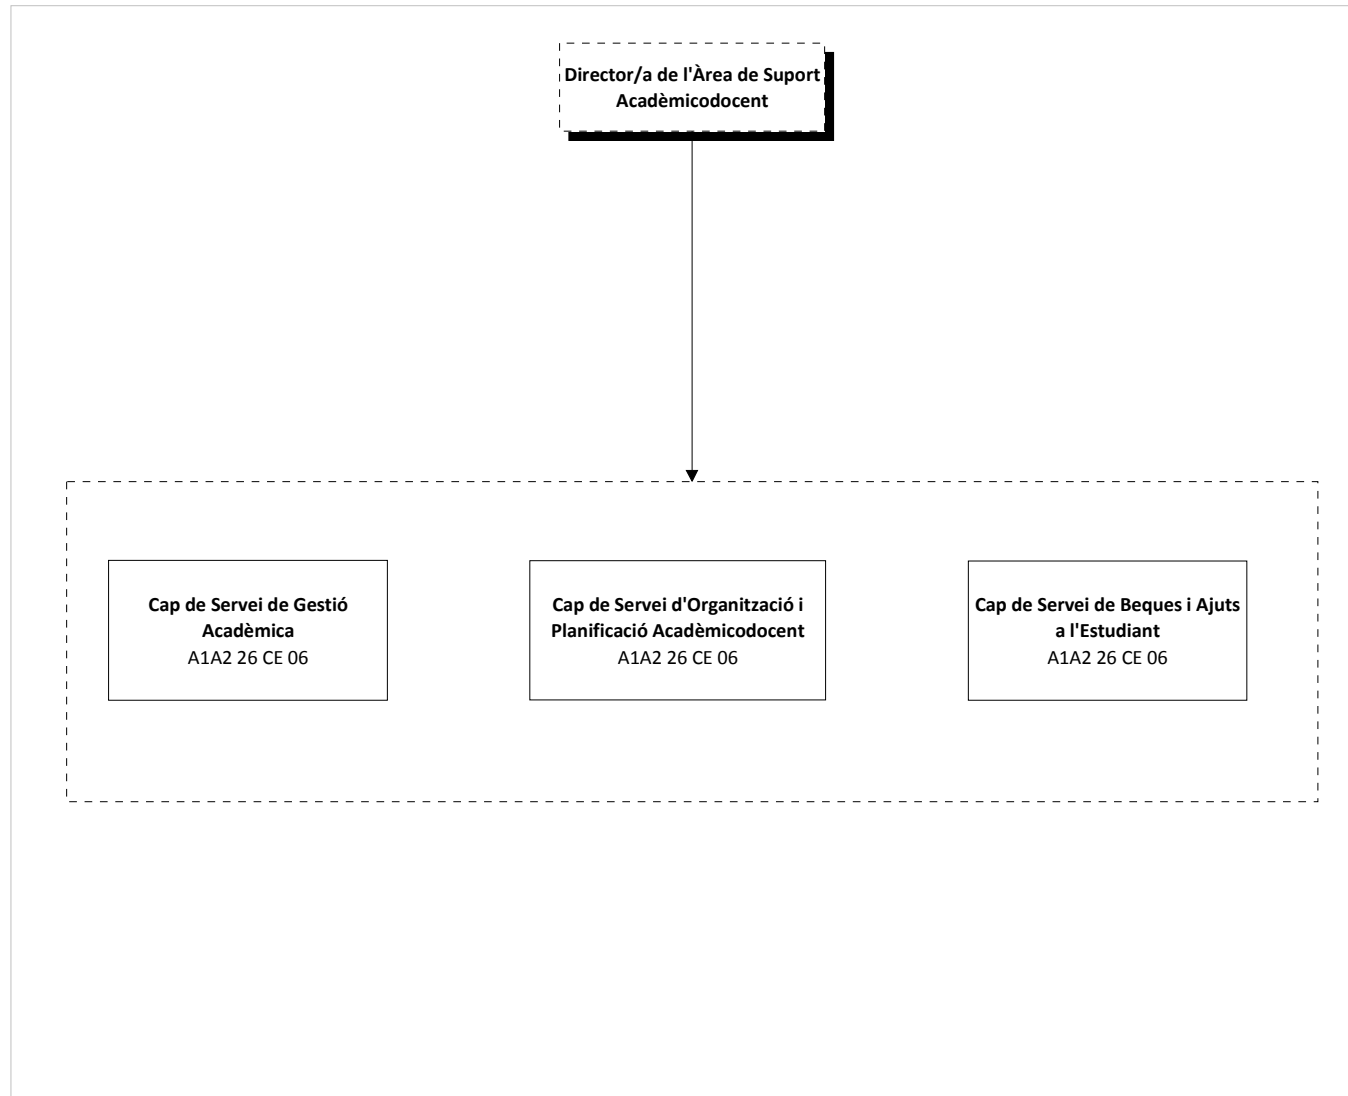 Director/a de l'Àrea de Suport
Acadèmicodocent
Cap de Servei de Gestió
Acadèmica
A1A2 26 CE 06
Cap de Servei d'Organització i
Planificació Acadèmicodocent
A1A2 26 CE 06
Cap de Servei de Beques i Ajuts
a l'Estudiant
A1A2 26 CE 06